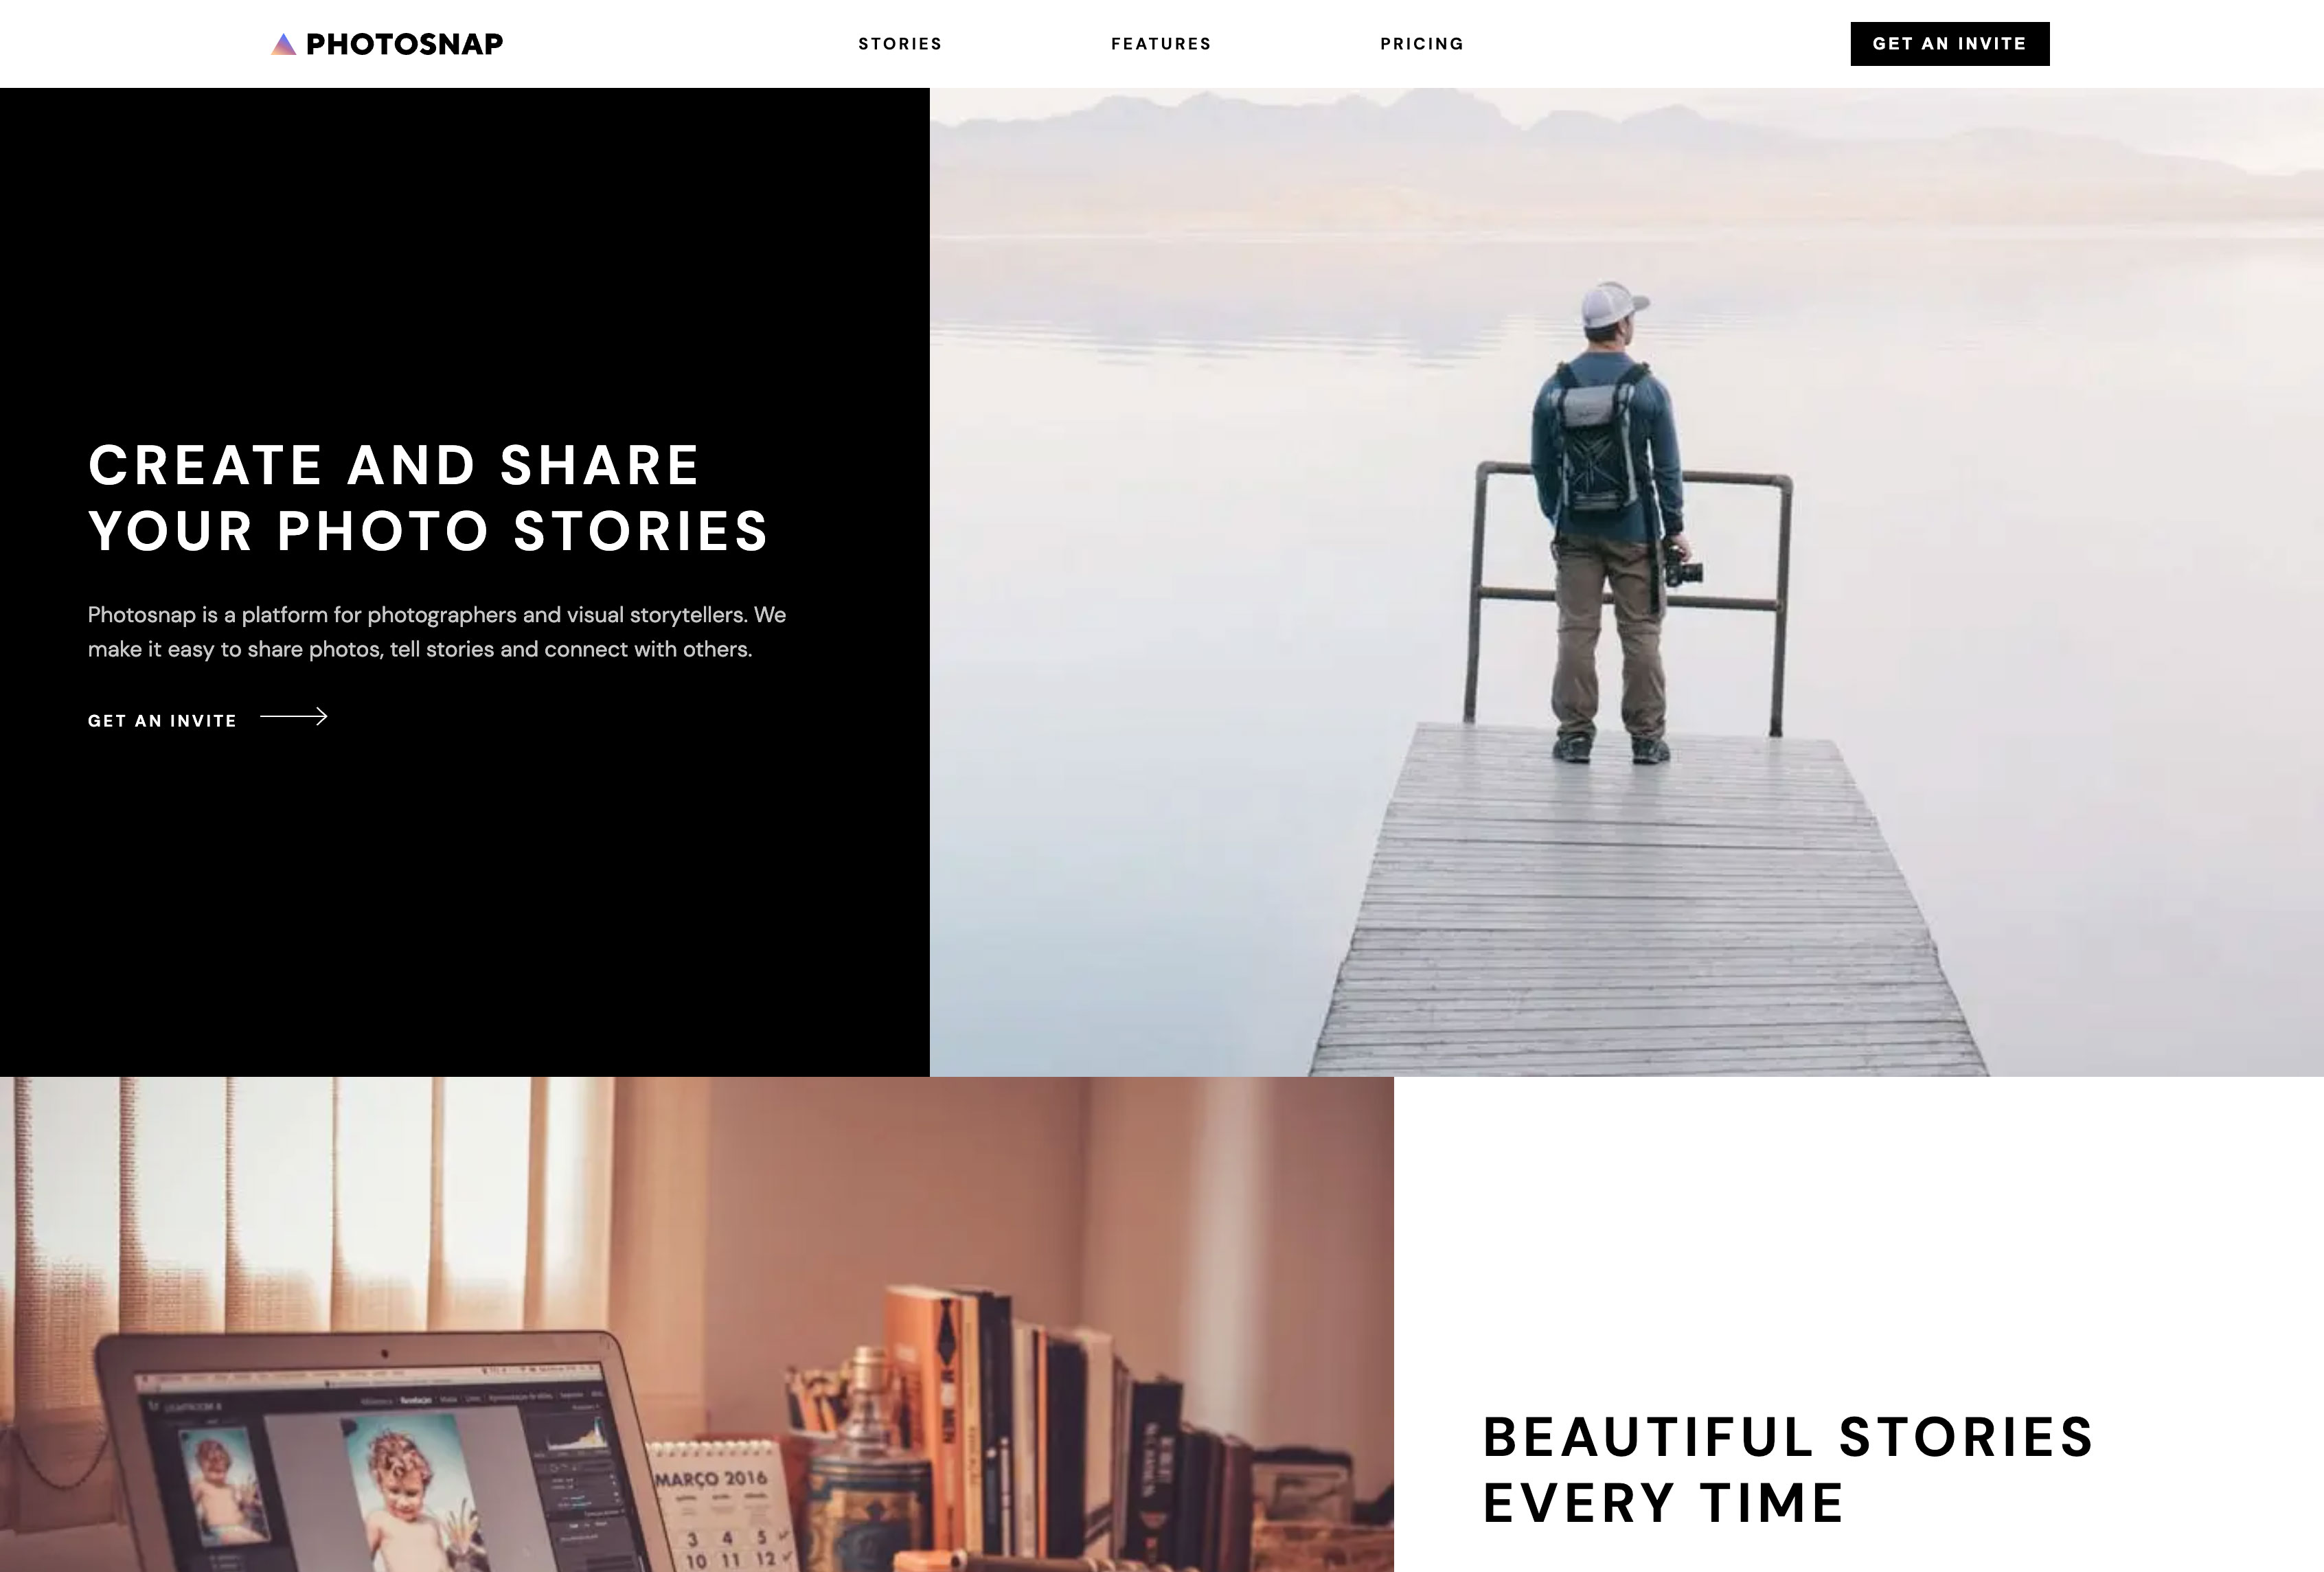 PHOTOSNAP
STORIES
FEATURES
PRICING
GET AN INVITE
CREATE AND SHARE
YOUR PHOTO STORIES
Photosnap is a platform for photographers and visual storytellers. We
make it easy to share photos, tell stories and connect with others.
GET AN INVITE
MARÇO 2016
3 4 5
10 11 12
BEAUTIFUL STORIES
EVERY TIME